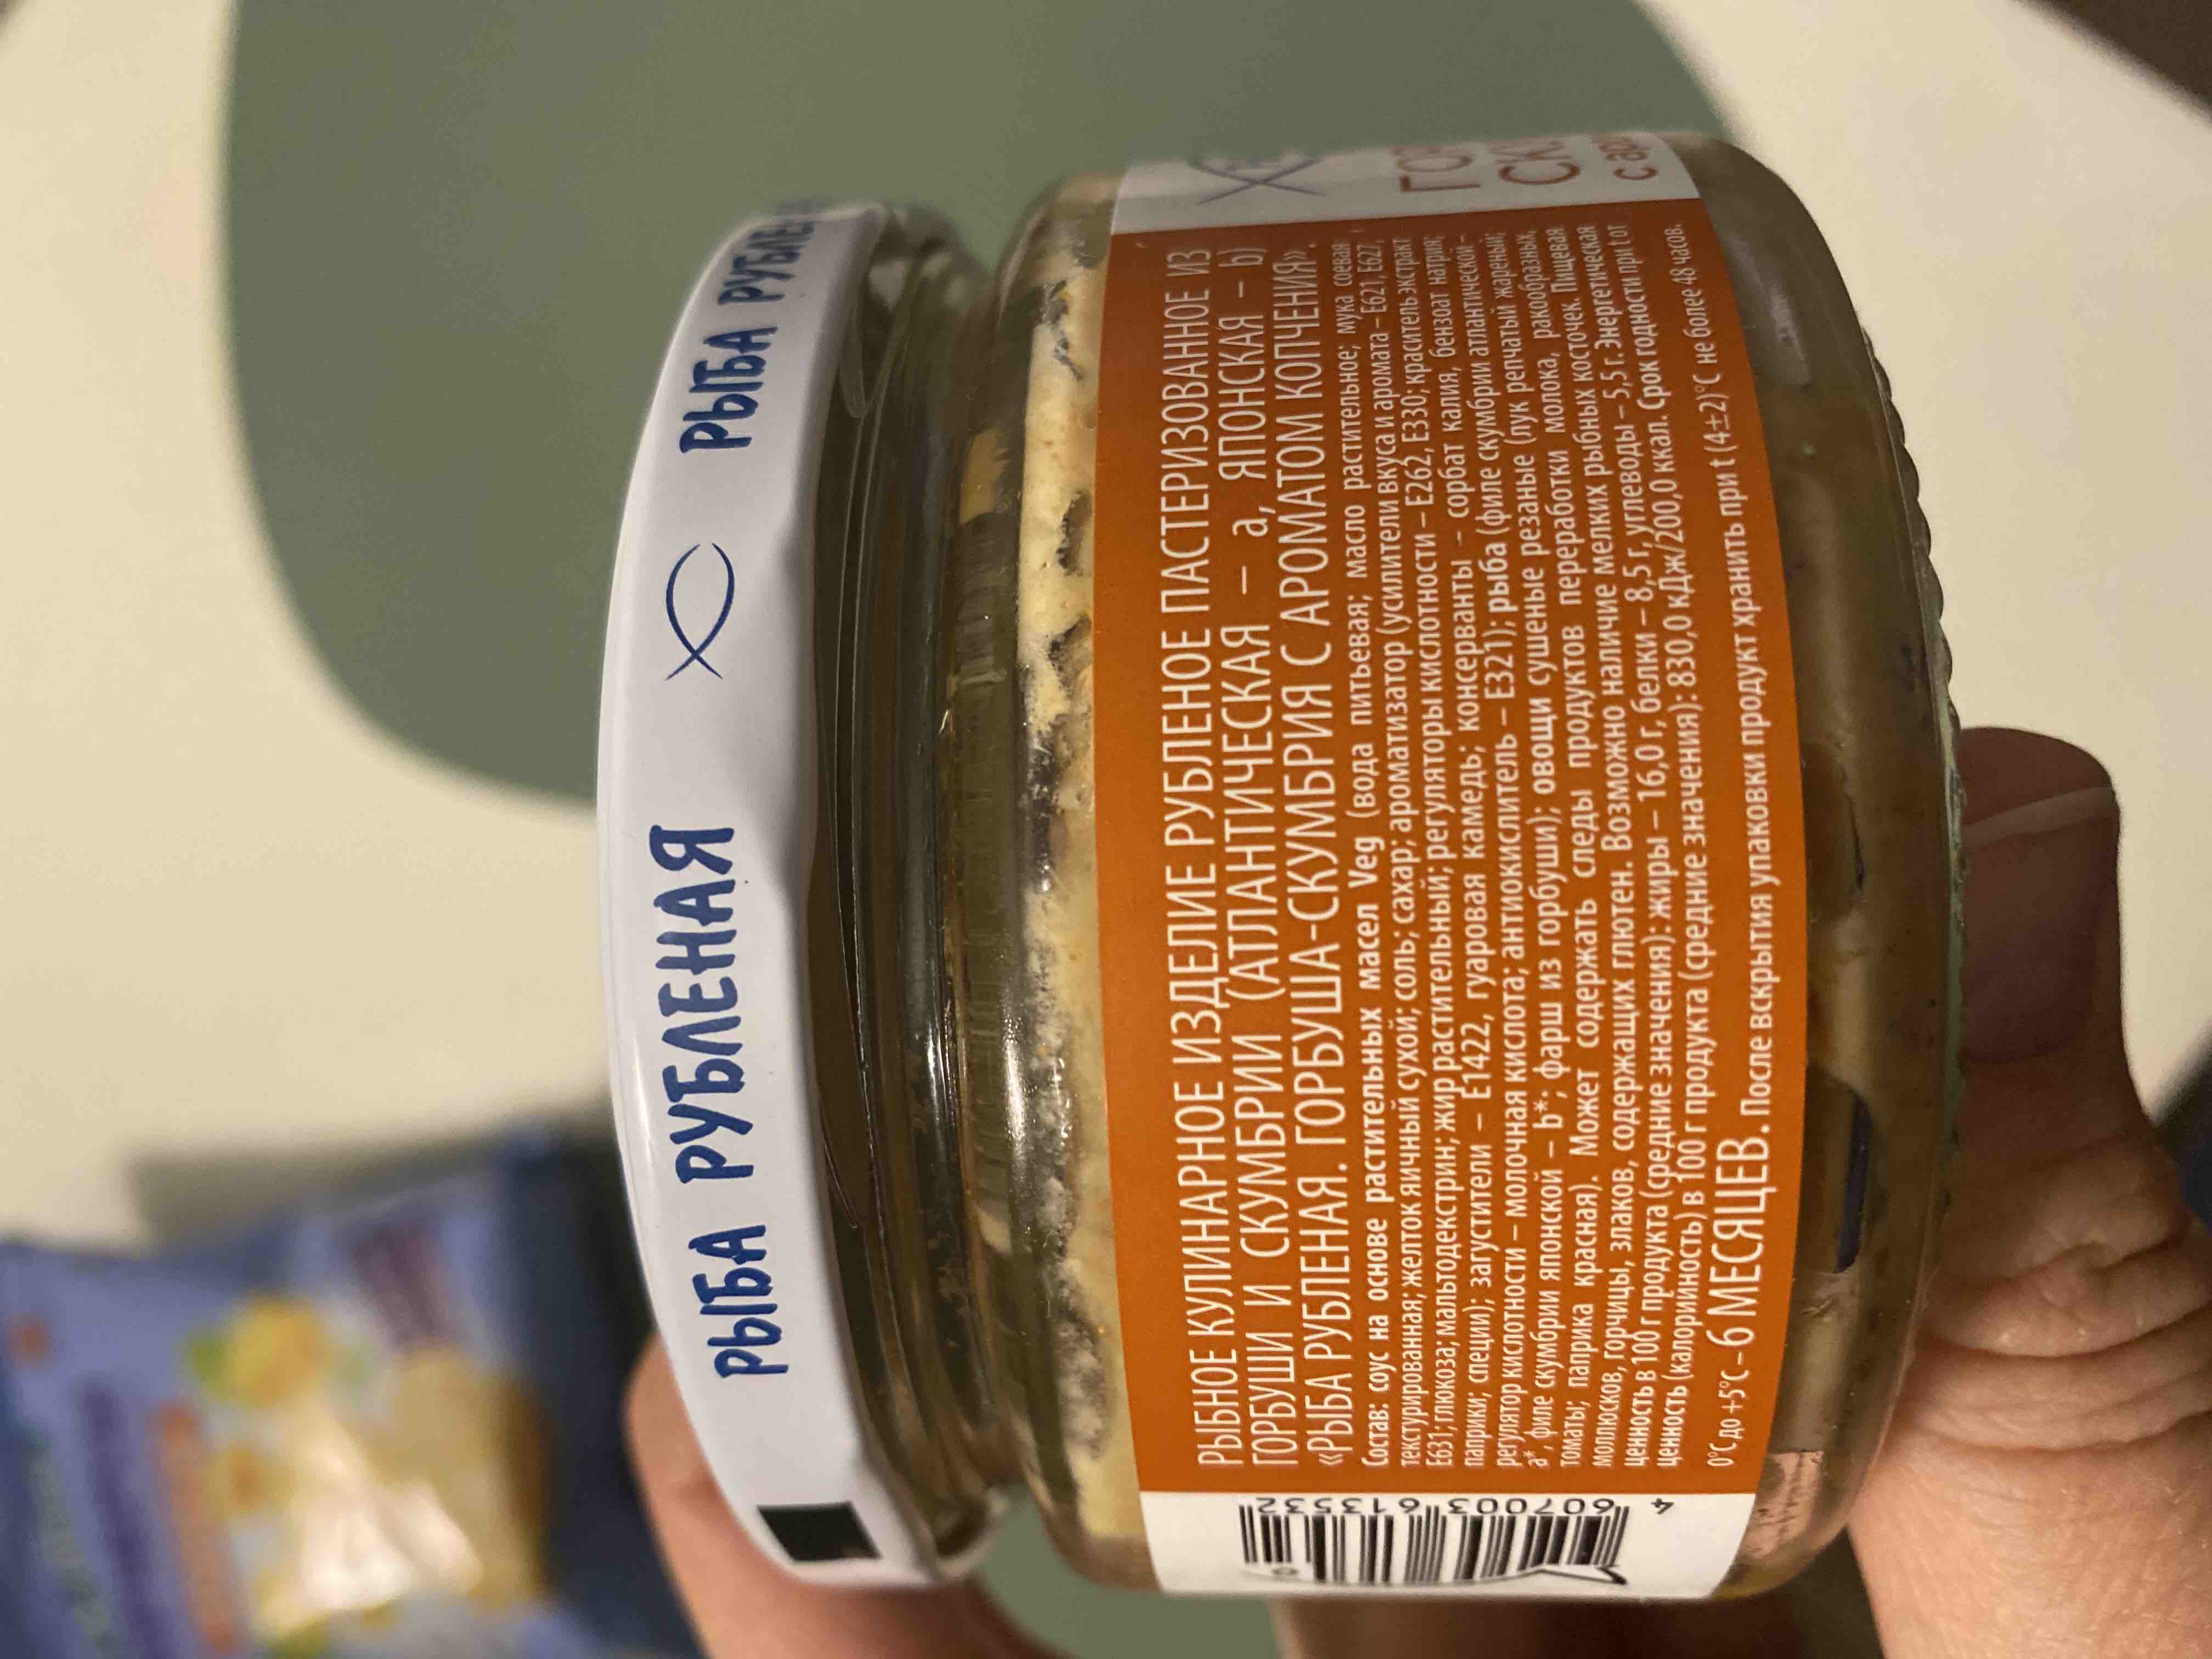 РЫБА РУБЛЕНАЯ РЫБА РУБЛЕ
РЫБНОЕ КУЛИНАРНОЕ ИЗДЕЛИЕ РУБЛЕНОЕ ПАСТЕРИЗОВАННОЕ ИЗ
ГОРБУШИ И СКУМБРИИ (АТЛАНТИЧЕСКАЯ – a, ЯПОНСКАЯ – b)
«РЫБА РУБЛЕНАЯ. ГОРБУША-СКУМБРИЯ С АРОМАТОМ КОПЧЕНИЯ».
Состав: соус на основе растительных масел Veg (вода питьевая; масло растительное; мука соевая
текстурированная; желток яичный сухой; соль; сахар; ароматизатор (усилители вкуса и аромата – Е621, Е627,
Е631; глюкоза; мальтодекстрин; жир растительный; регуляторы кислотности – Е262, Е330; краситель экстракт
паприки; специи); загустители – Е1422, гуаровая камедь; консерванты – сорбат калия, бензоат натрия;
регулятор кислотности – молочная кислота; антиокислитель – Е321); рыба (филе скумбрии атлантической –
a*, филе скумбрии японской – b*; фарш из горбуши); овощи сушеные резаные (лук репчатый жареный;
томаты; паприка красная). Может содержать следы продуктов переработки молока, ракообразных,
моллюсков, горчицы, злаков, содержащих глютен. Возможно наличие мелких рыбных косточек. Пищевая
ценность в 100 г продукта (средние значения): жиры – 16,0 г, белки – 8,5 г, углеводы – 5,5 г. Энергетическая
ценность (калорийность) в 100 г продукта (средние значения): 830,0 кДж/200,0 ккал. Срок годности при t от
0°С до +5°С – 6 МЕСЯЦЕВ. После вскрытия упаковки продукт хранить при t (4±2)°С не более 48 часов.
4 607003 613532
с